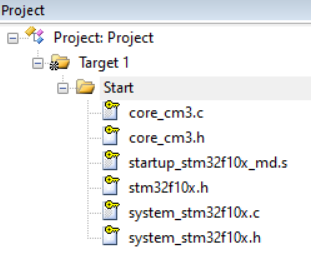 Project
Project: Project
Target 1
Start
core_cm3.c
core_cm3.h
startup_stm32f10x_md.s
stm32f10x.h
system_stm32f10x.c
system_stm32f10x.h